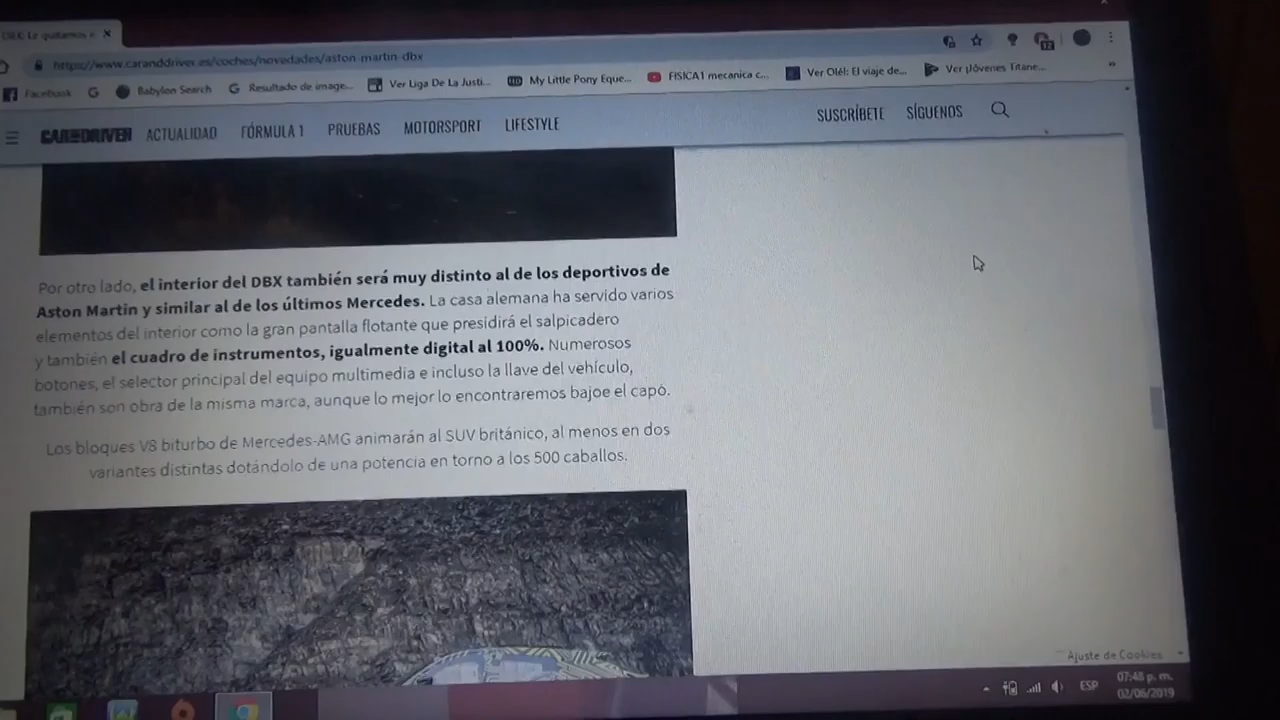 https://www.caranddriver.es/coches/novedades/aston-martin-dbx
12
Facebook
Babylon Search
Resultado de image...
Ver Liga De La Justi...
My Little Pony Eque...
FISICA1 mecanica c...
Ver Olé!: El viaje de...
Ver ¡Jóvenes Titane...
»
CAR AND DRIVER
ACTUALIDAD
FÓRMULA 1
PRUEBAS
MOTORSPORT
LIFESTYLE
SUSCRÍBETE
SÍGUENOS
Por otro lado, el interior del DBX también será muy distinto al de los deportivos de
Aston Martin y similar al de los últimos Mercedes. La casa alemana ha servido varios
elementos del interior como la gran pantalla flotante que presidirá el salpicadero
y también el cuadro de instrumentos, igualmente digital al 100%. Numerosos
botones, el selector principal del equipo multimedia e incluso la llave del vehículo,
también son obra de la misma marca, aunque lo mejor lo encontraremos bajoe el capó.
Los bloques V8 biturbo de Mercedes-AMG animarán al SUV británico, al menos en dos
variantes distintas dotándolo de una potencia en torno a los 500 caballos.
Ajuste de Cookies
ESP
07:48 p. m.
02/06/2019